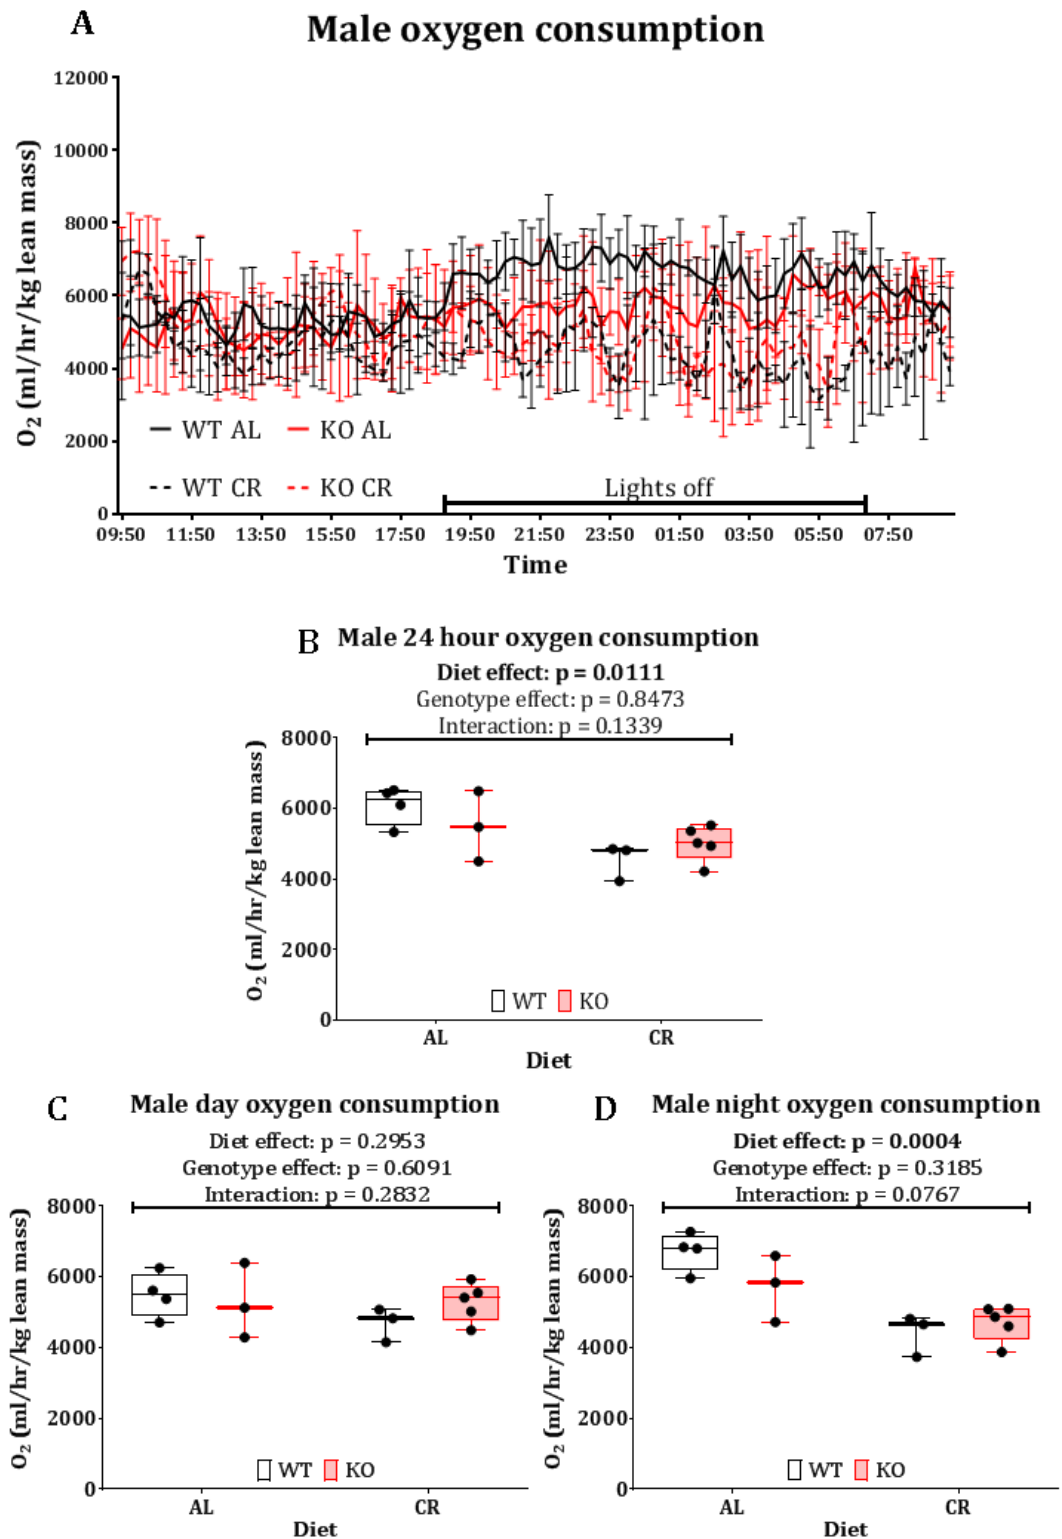 A
Male oxygen consumption
O2 (ml/hr/kg lean mass)
12000
10000
8000
6000
4000
2000
0
WT AL
KO AL
WT CR
KO CR
Lights off
09:50 11:50 13:50 15:50 17:50 19:50 21:50 23:50 01:50 03:50 05:50 07:50
Time
B Male 24 hour oxygen consumption
Diet effect: p = 0.0111
Genotype effect: p = 0.8473
Interaction: p = 0.1339
O2 (ml/hr/kg lean mass)
8000
6000
4000
2000
0
WT KO
AL CR
Diet
C Male day oxygen consumption
Diet effect: p = 0.2953
Genotype effect: p = 0.6091
Interaction: p = 0.2832
O2 (ml/hr/kg lean mass)
8000
6000
4000
2000
0
WT KO
AL CR
Diet
D Male night oxygen consumption
Diet effect: p = 0.0004
Genotype effect: p = 0.3185
Interaction: p = 0.0767
O2 (ml/hr/kg lean mass)
8000
6000
4000
2000
0
WT KO
AL CR
Diet